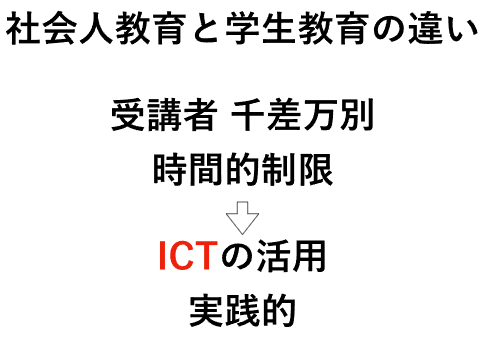 社会人教育と学生教育の違い
受講者 千差万別
時間的制限
ICTの活用
実践的